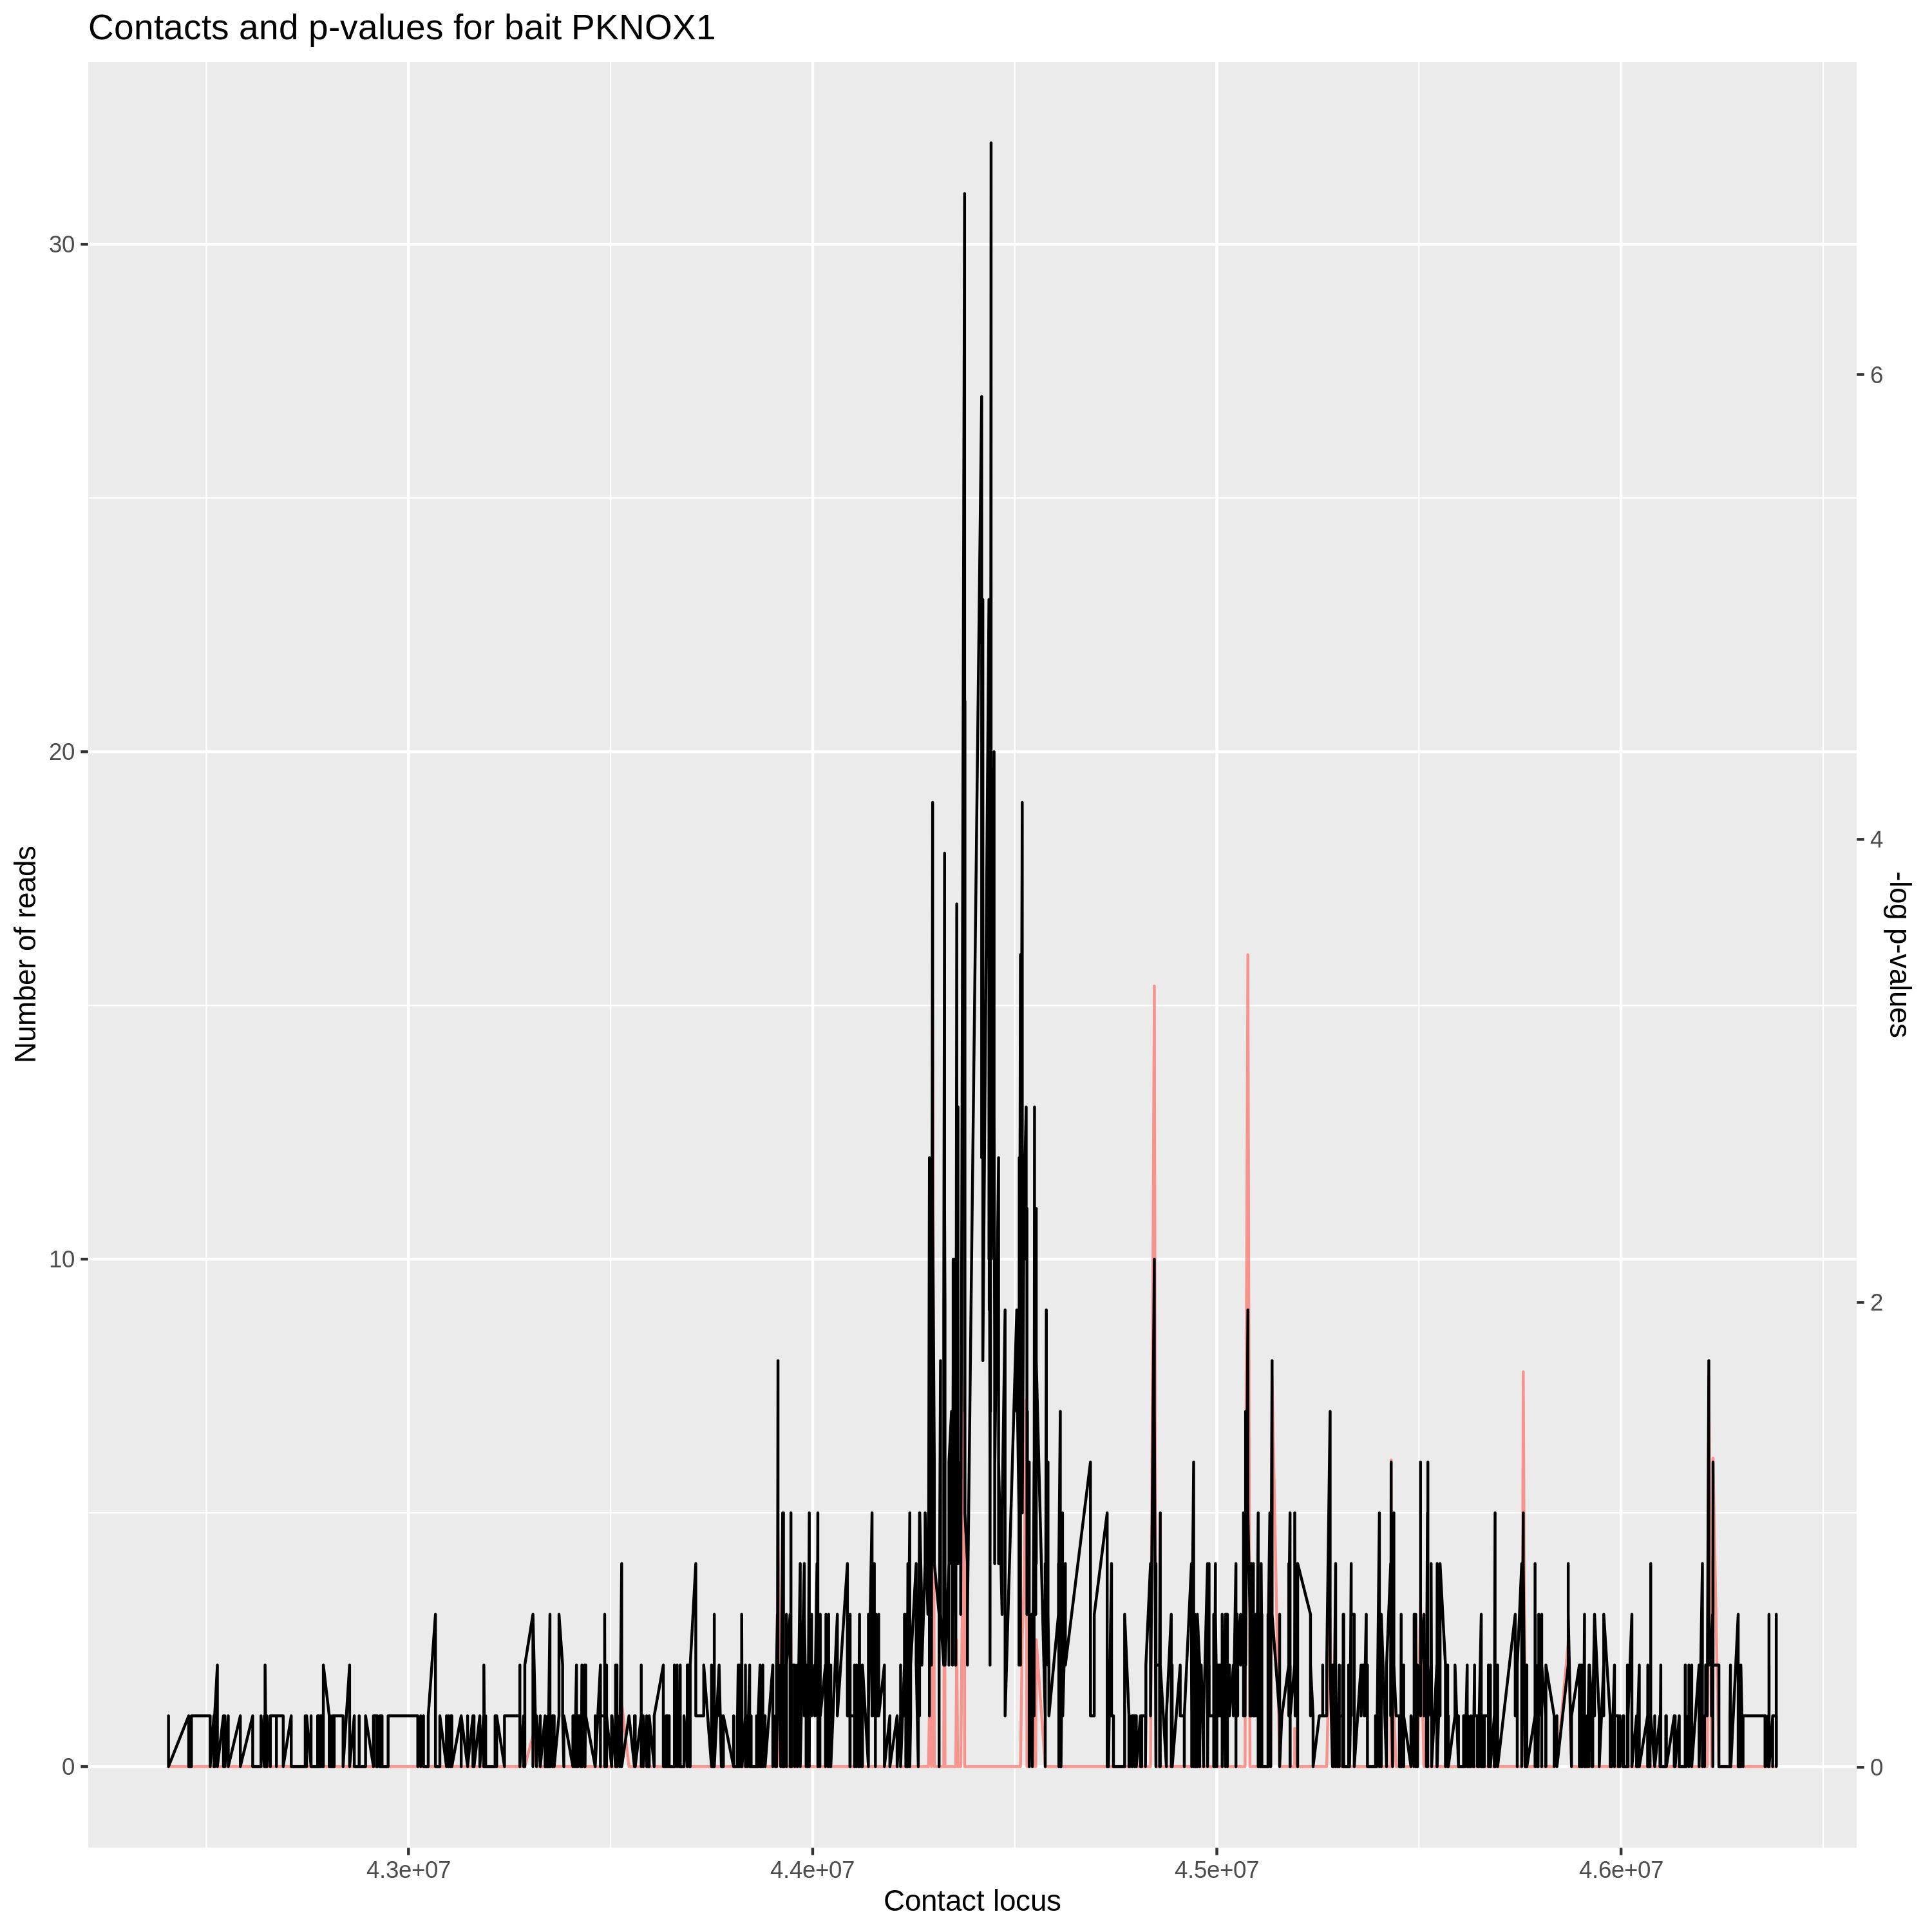 Contacts and p-values for bait PKNOX1
30
20
10
0
Number of reads
6
4
2
0
-log p-values
4.3e+07 4.4e+07 4.5e+07 4.6e+07
Contact locus